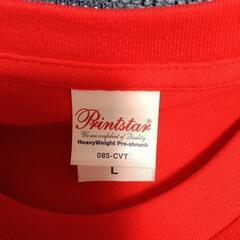 Printstar
We are confident of Quality
HeavyWeight Pre-shrunk
085-CVT
L